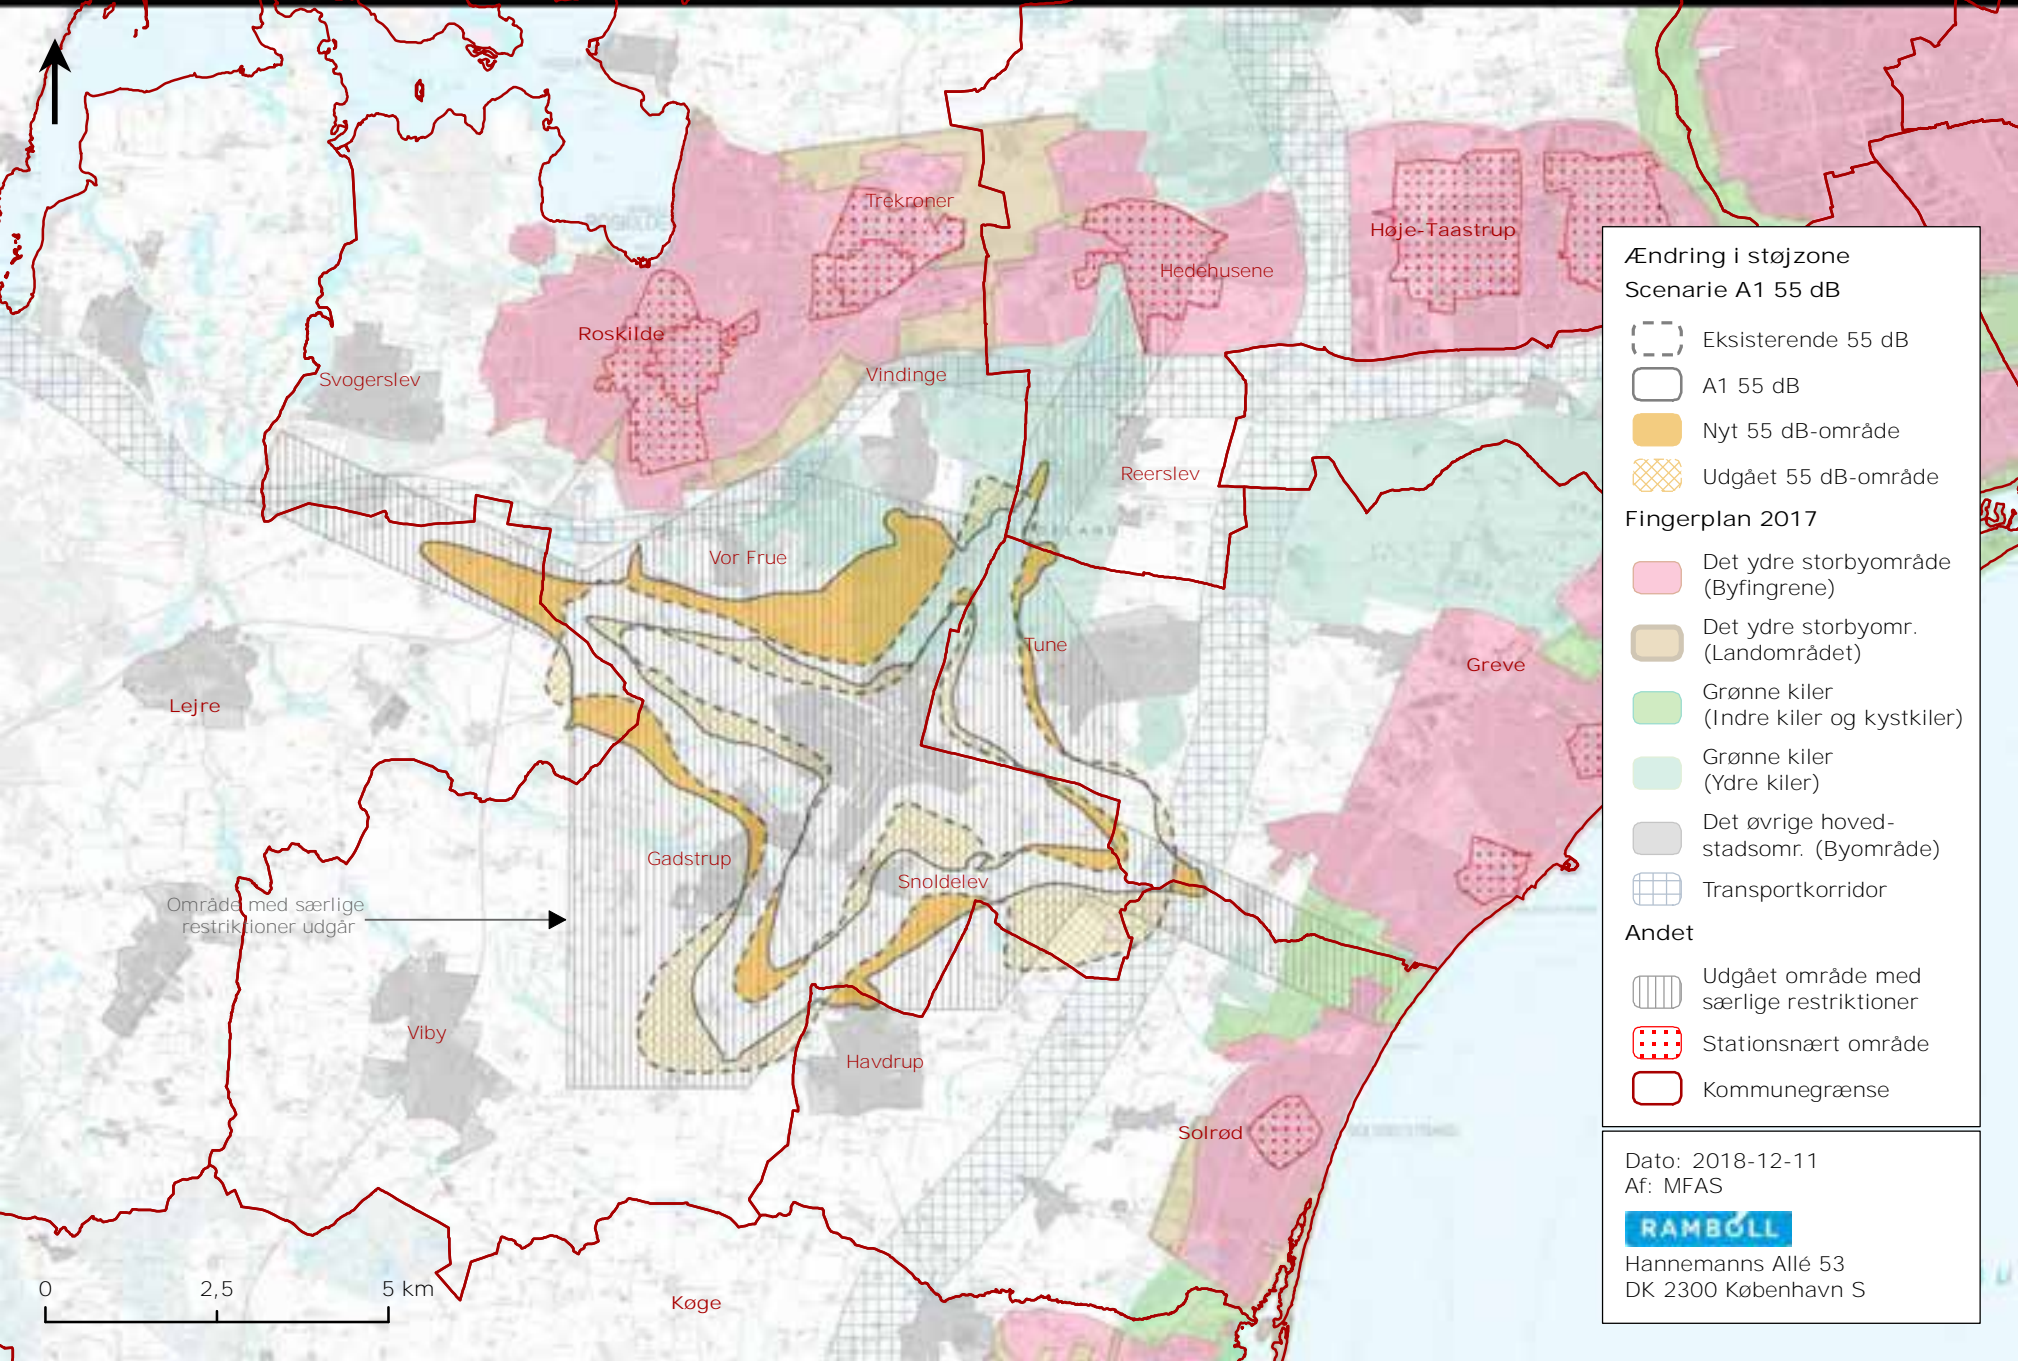 Trekroner
Høje-Taastrup
Hedehusene
Roskilde
Svogerslev
Vindinge
Reerslev
Vor Frue
Tune
Greve
Lejre
Gadstrup
Snoldelev
Område med særlige
restriktioner udgår
Viby
Havdrup
Solrød
Køge
0 2,5 5 km
Ændring i støjzone
Scenarie A1 55 dB
Eksisterende 55 dB
A1 55 dB
Nyt 55 dB-område
Udgået 55 dB-område
Fingerplan 2017
Det ydre storbyområde
(Byfingrene)
Det ydre storbyomr.
(Landområdet)
Grønne kiler
(Indre kiler og kystkiler)
Grønne kiler
(Ydre kiler)
Det øvrige hoved-
stadsomr. (Byområde)
Transportkorridor
Andet
Udgået område med
særlige restriktioner
Stationsnært område
Kommunegrænse
Dato: 2018-12-11
Af: MFAS
RAMBOLL
Hannemanns Allé 53
DK 2300 København S